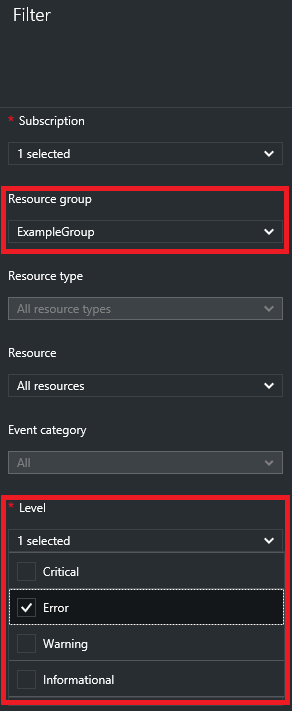 Filter
* Subscription
1 selected
Resource group
ExampleGroup
Resource type
All resource types
Resource
All resources
Event category
All
* Level
1 selected
Critical
Error
Warning
Informational